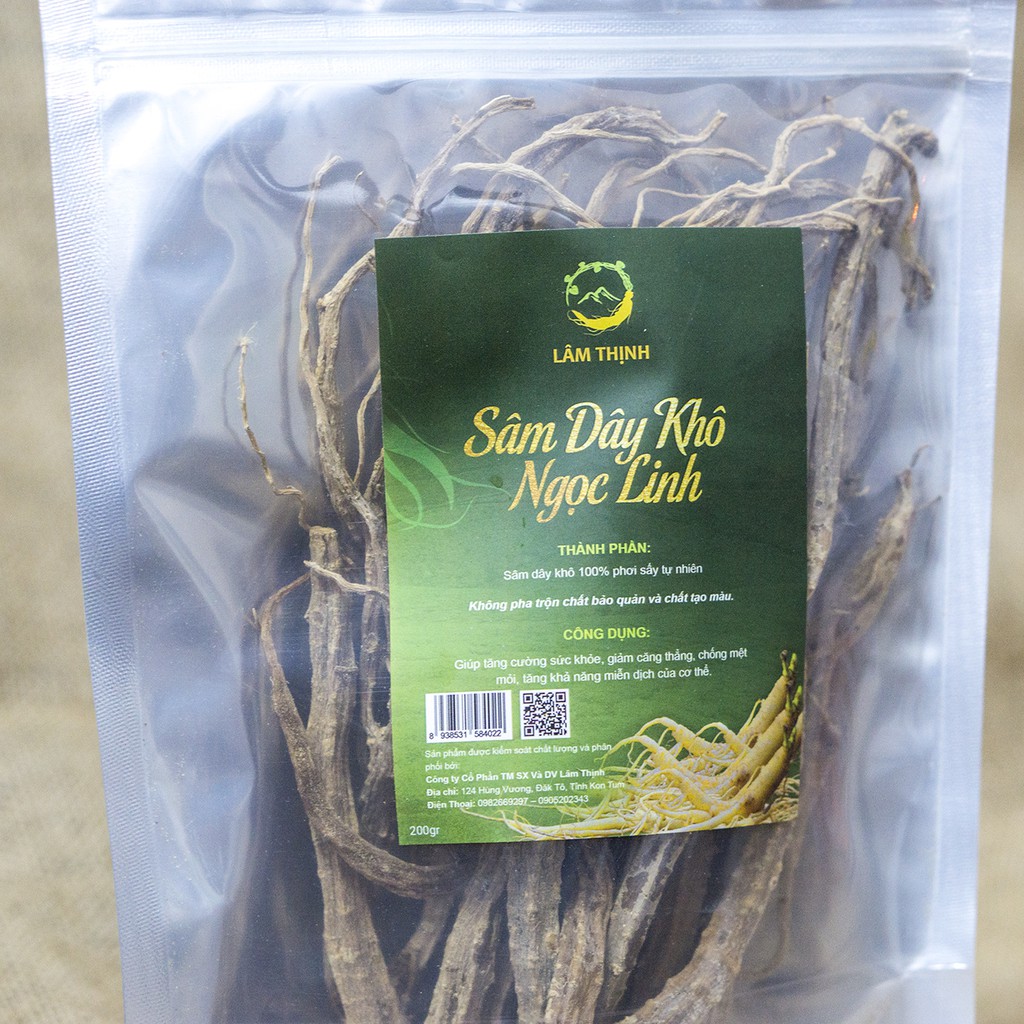 LÂM THỊNH
Sâm Dây Khô
Ngọc Linh
THÀNH PHẦN:
Sâm dây khô 100% phơi sấy tự nhiên
Không pha trộn chất bảo quản và chất tạo màu.
CÔNG DỤNG:
Giúp tăng cường sức khỏe, giảm căng thẳng, chống mệt
mỏi, tăng khả năng miễn dịch của cơ thể.
8 938531 584022
Sản phẩm được kiểm soát chất lượng và phân
phối bởi:
Công ty Cổ Phần TM SX Và DV Lâm Thịnh
Địa chỉ: 124 Hùng Vương, Đăk Tô, Tỉnh Kon Tum
Điện Thoại: 0982669297 – 0905202343
200gr